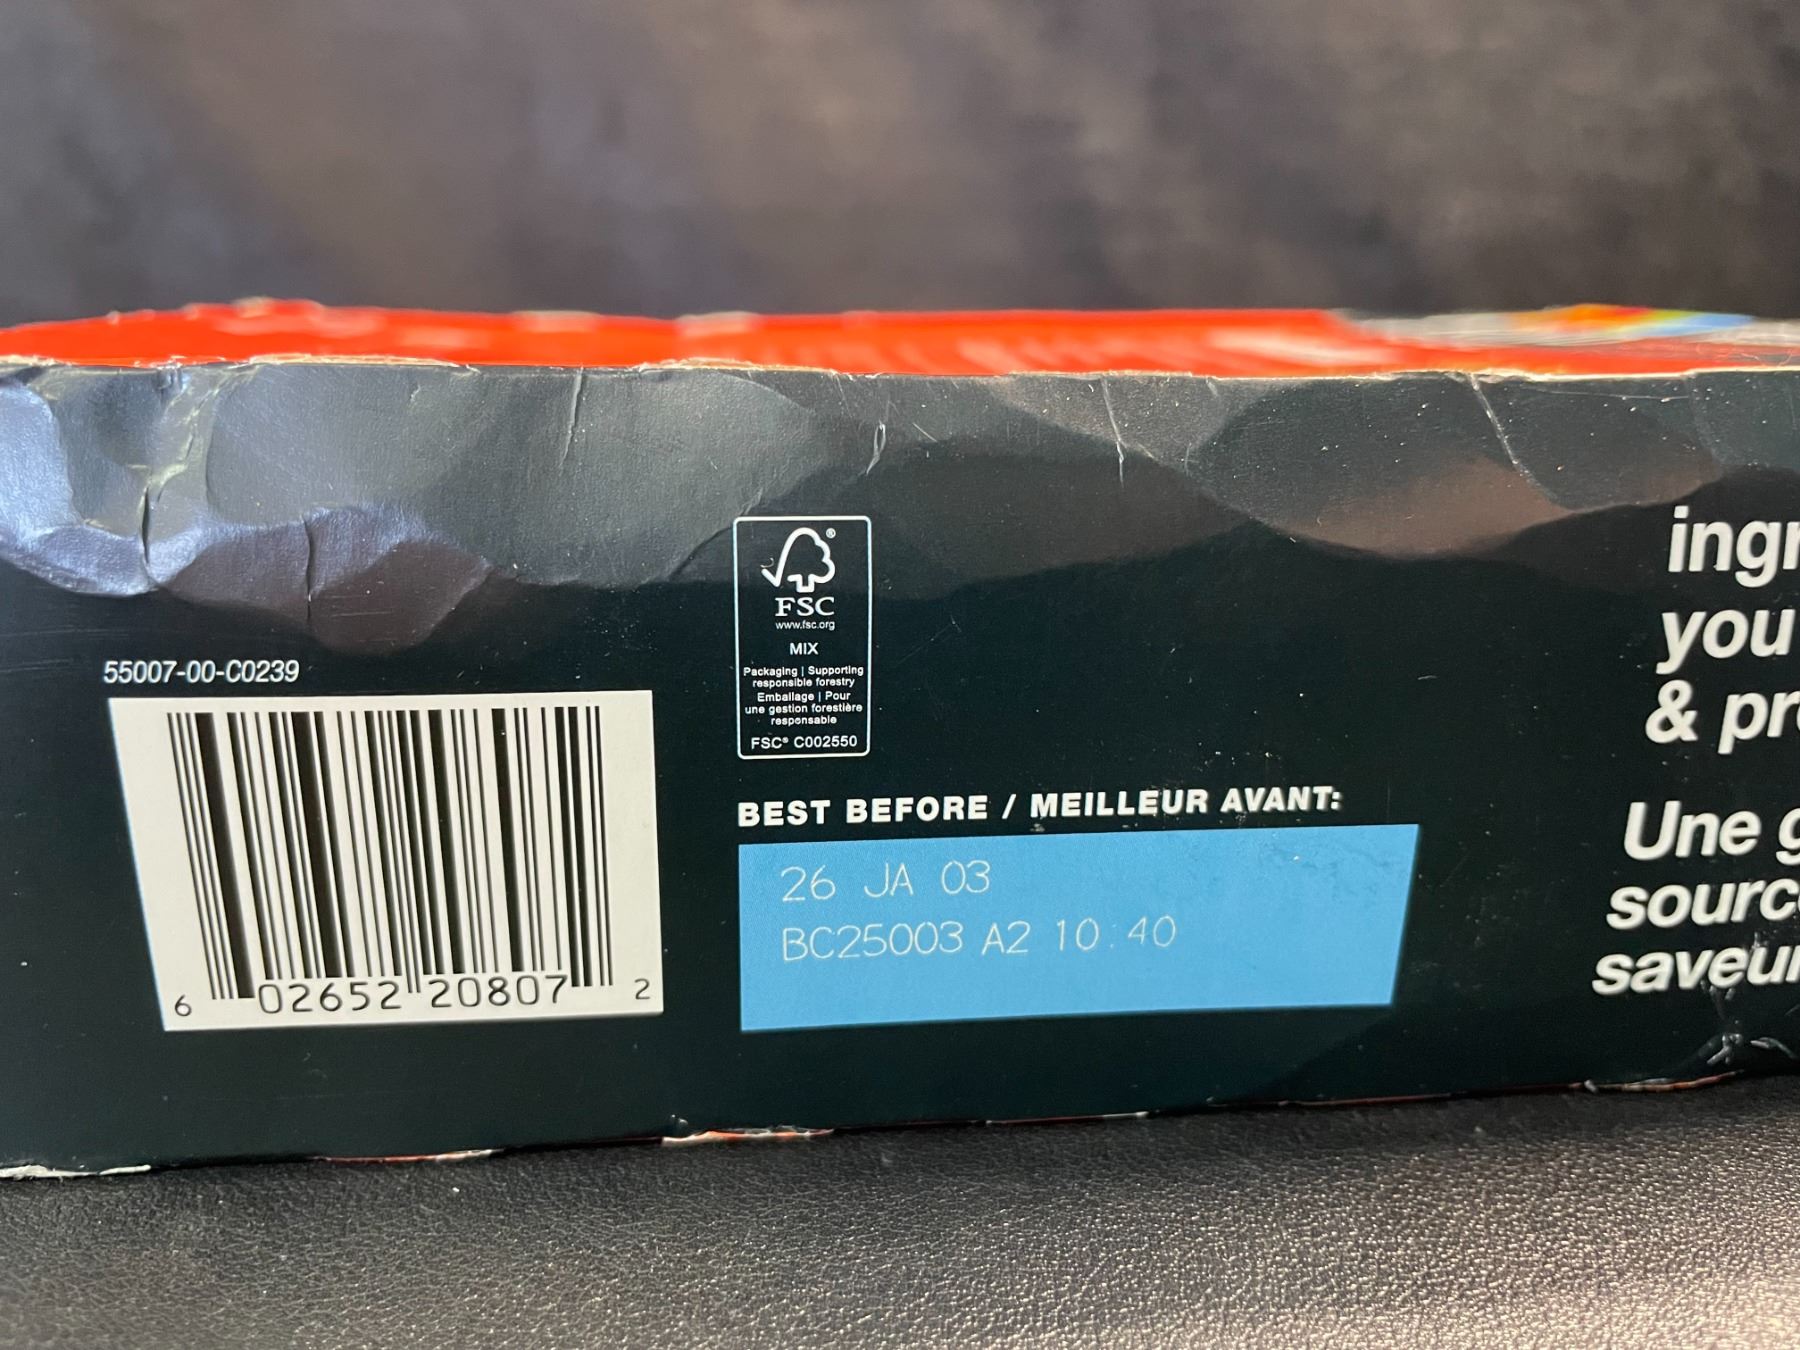 55007-00-C0239
6 02652 20807 2
®
FSC
www.fsc.org
MIX
Packaging | Supporting
responsible forestry
Emballage | Pour
une gestion forestière
responsable
FSC® C002550
BEST BEFORE / MEILLEUR AVANT:
26 JA 03
BC25003 A2 10:40
ingr
you
& pr
Une g
sourc
saveur